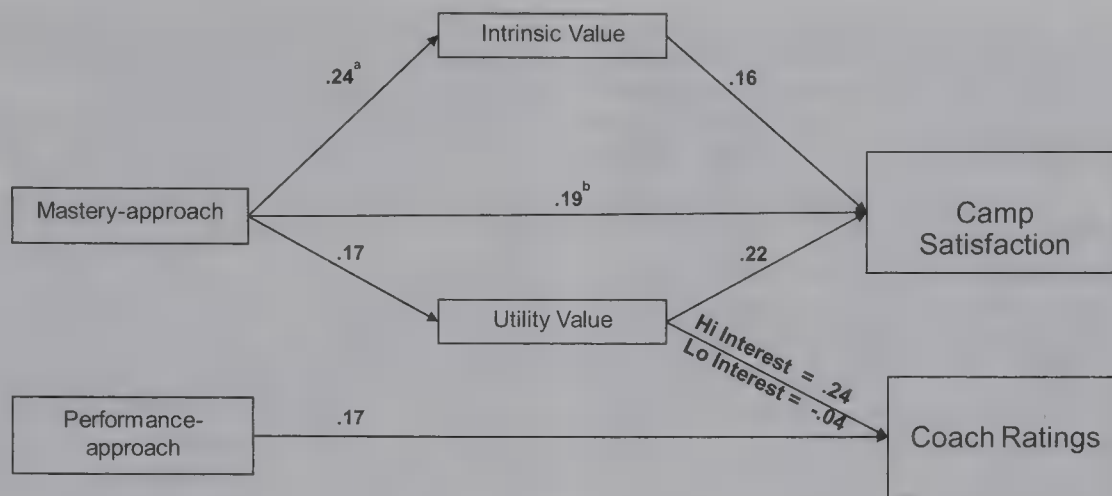 Intrinsic Value
.24a
.16
Mastery-approach
.19b
Camp
Satisfaction
.17
.22
Utility Value
Hi Interest = .24
Lo Interest = -.04
Performance-
approach
.17
Coach Ratings